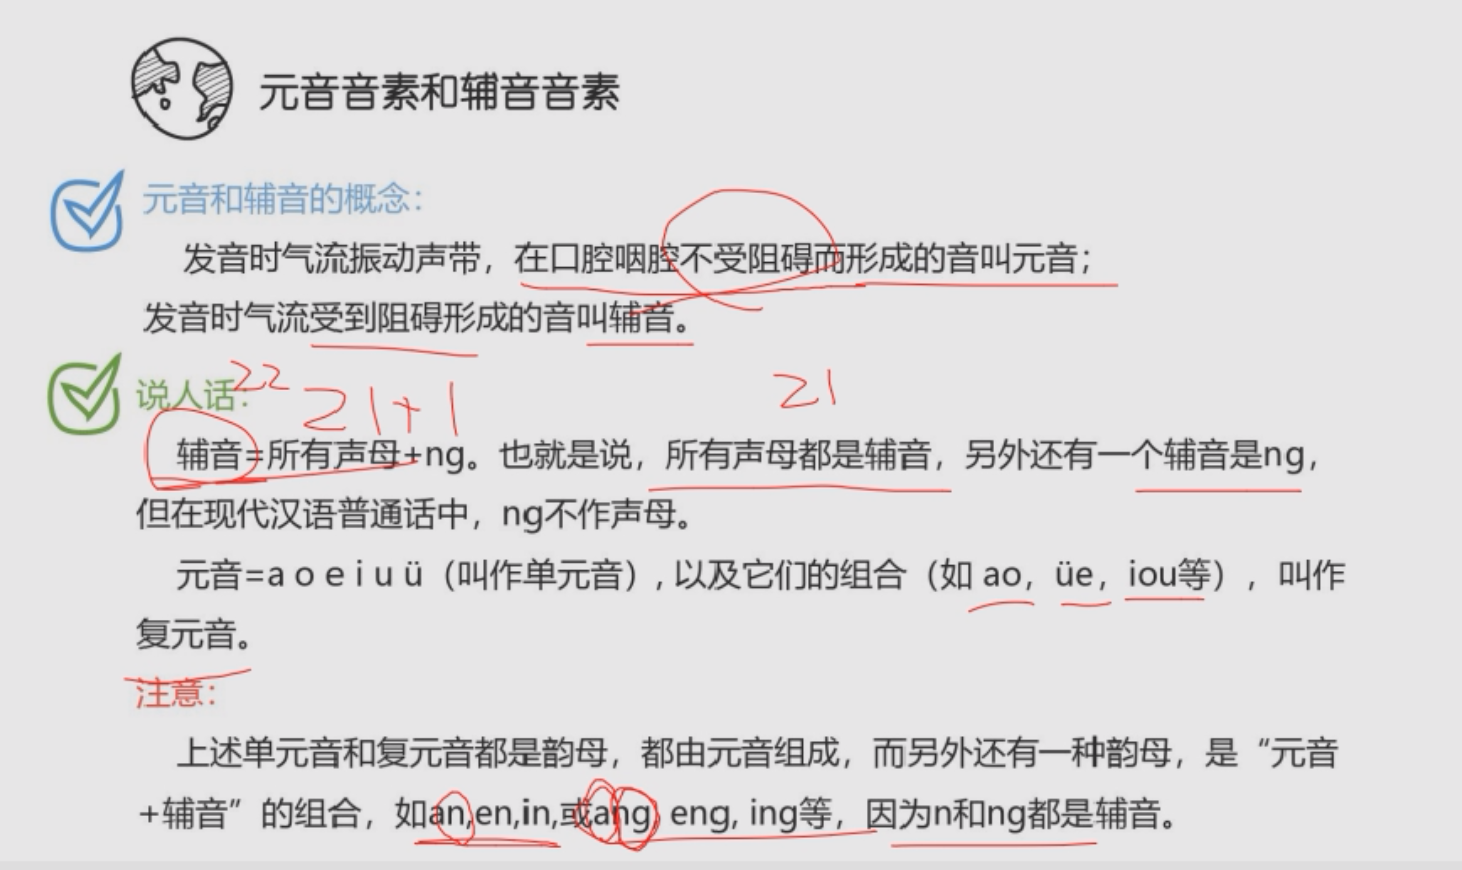 元音音素和辅音音素
元音和辅音的概念：
发音时气流振动声带，在口腔咽腔不受阻碍而形成的音叫元音；
发音时气流受到阻碍形成的音叫辅音。
22 21+1 21
说人话：
辅音=所有声母+ng。也就是说，所有声母都是辅音，另外还有一个辅音是ng，
但在现代汉语普通话中，ng不作声母。
元音=a o e i u ü（叫作单元音）, 以及它们的组合（如 ao，üe，iou等），叫作
复元音。
注意：
上述单元音和复元音都是韵母，都由元音组成，而另外还有一种韵母，是“元音
+辅音”的组合，如an,en,in,或ang, eng, ing等，因为n和ng都是辅音。